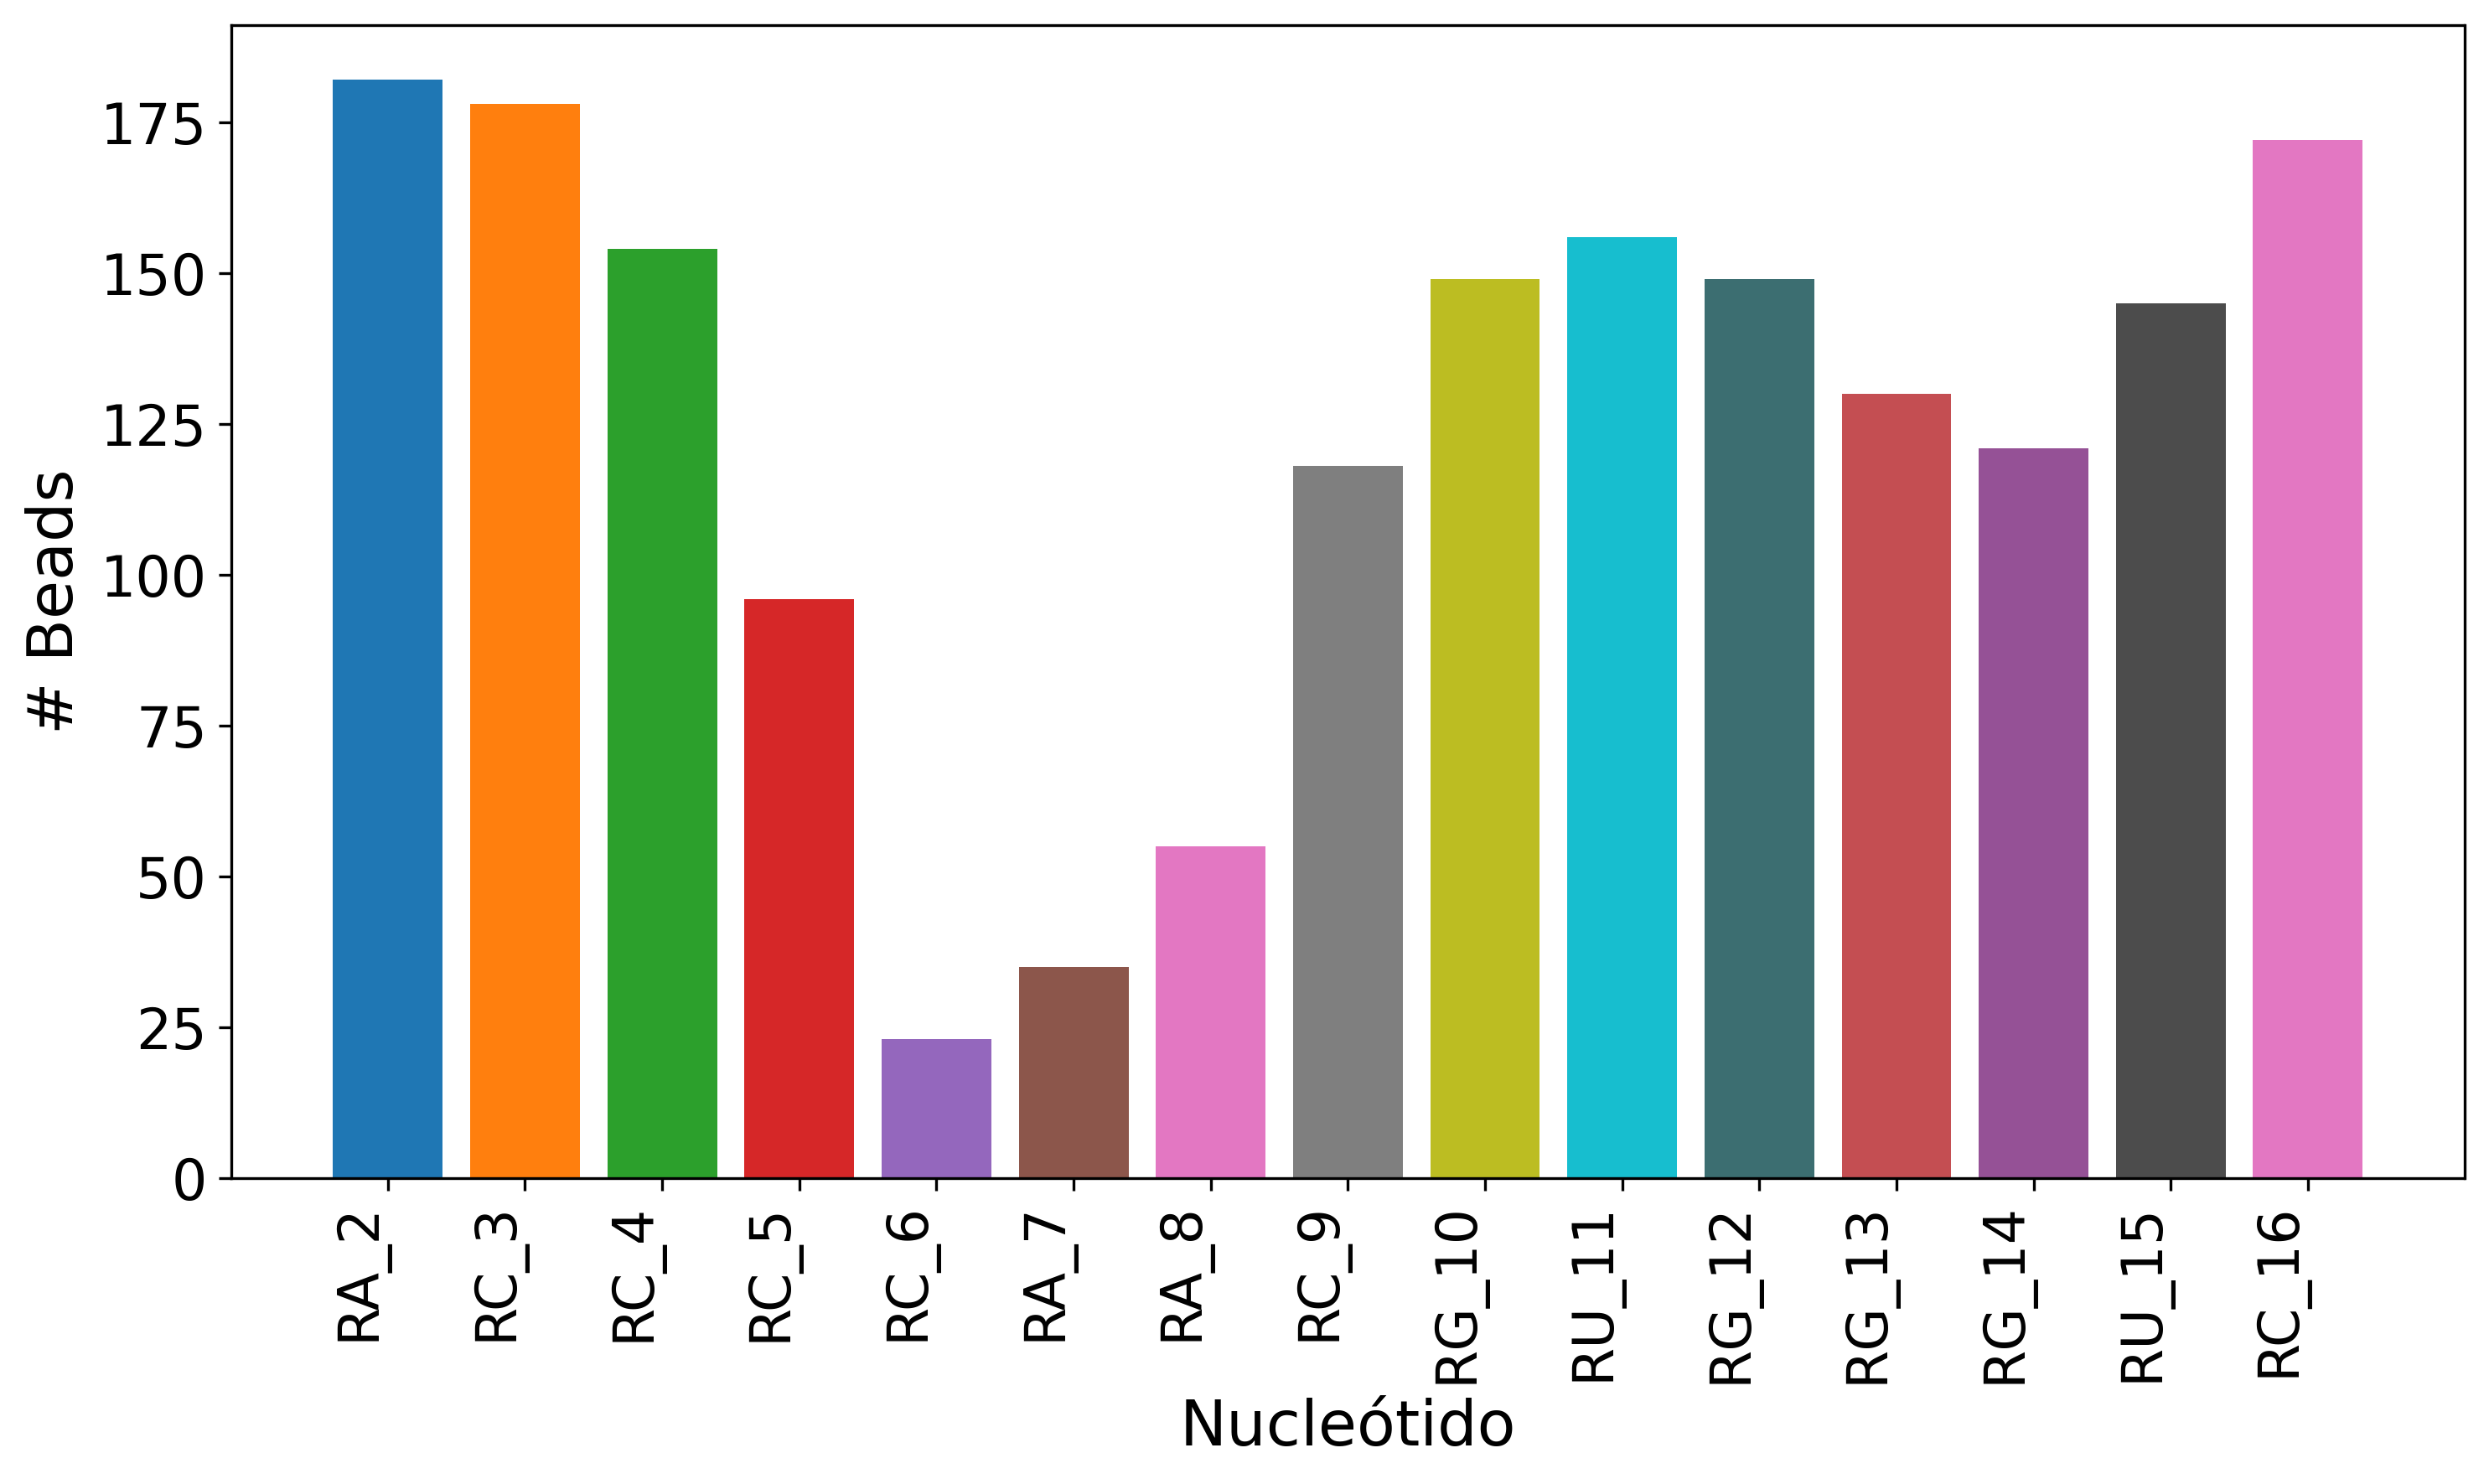 # Beads
175
150
125
100
75
50
25
0
RA_2
RC_3
RC_4
RC_5
RC_6
RA_7
RA_8
RC_9
RG_10
RU_111
RG_12
RG_13
RG_14
RU_15
RC_16
Nucleótido